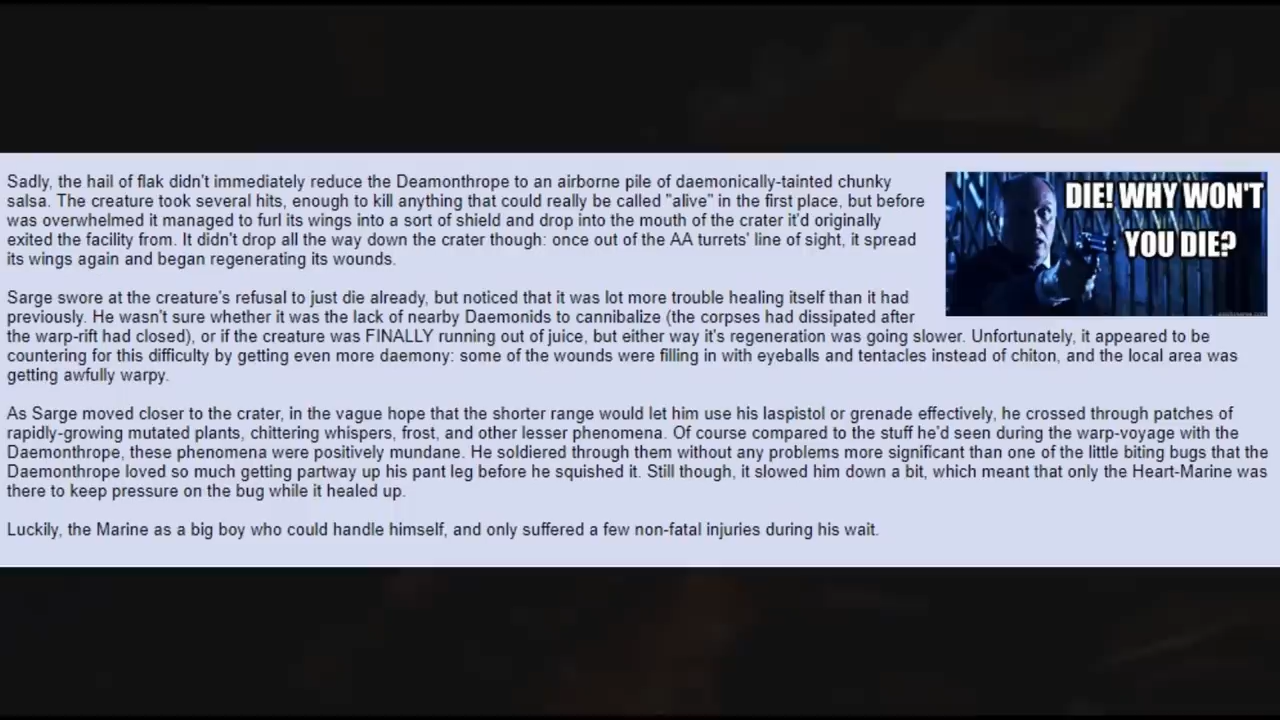 Sadly, the hail of flak didn't immediately reduce the Deamonthrope to an airborne pile of daemonically-tainted chunky
salsa. The creature took several hits, enough to kill anything that could really be called "alive" in the first place, but before
was overwhelmed it managed to furl its wings into a sort of shield and drop into the mouth of the crater it'd originally
exited the facility from. It didn't drop all the way down the crater though: once out of the AA turrets' line of sight, it spread
its wings again and began regenerating its wounds.
DIE! WHY WON'T
YOU DIE?
Sarge swore at the creature's refusal to just die already, but noticed that it was lot more trouble healing itself than it had
previously. He wasn't sure whether it was the lack of nearby Daemonids to cannibalize (the corpses had dissipated after
the warp-rift had closed), or if the creature was FINALLY running out of juice, but either way it's regeneration was going slower. Unfortunately, it appeared to be
countering for this difficulty by getting even more daemony: some of the wounds were filling in with eyeballs and tentacles instead of chiton, and the local area was
getting awfully warpy.
As Sarge moved closer to the crater, in the vague hope that the shorter range would let him use his laspistol or grenade effectively, he crossed through patches of
rapidly-growing mutated plants, chittering whispers, frost, and other lesser phenomena. Of course compared to the stuff he'd seen during the warp-voyage with the
Daemonthrope, these phenomena were positively mundane. He soldiered through them without any problems more significant than one of the little biting bugs that the
Daemonthrope loved so much getting partway up his pant leg before he squished it. Still though, it slowed him down a bit, which meant that only the Heart-Marine was
there to keep pressure on the bug while it healed up.
Luckily, the Marine as a big boy who could handle himself, and only suffered a few non-fatal injuries during his wait.